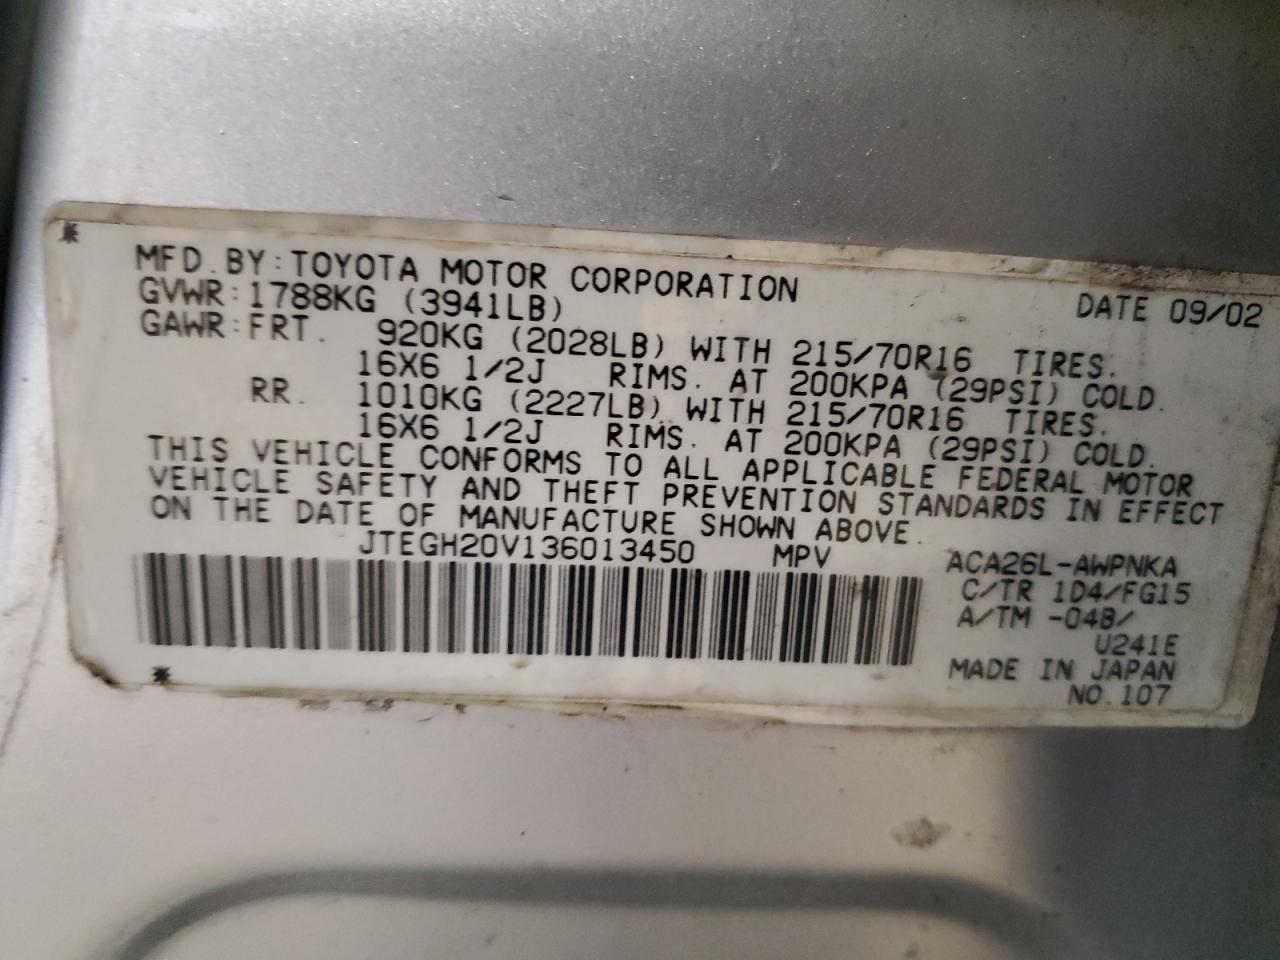 MFD.BY:TOYOTA MOTOR CORPORATION DATE 09/02
GVWR:1788KG (3941LB)
GAWR:FRT. 920KG (2028LB) WITH 215/70R16 TIRES.
16X6 1/2J RIMS. AT 200KPA (29PSI) COLD.
RR. 1010KG (2227LB) WITH 215/70R16 TIRES.
16X6 1/2J RIMS. AT 200KPA (29PSI) COLD.
THIS VEHICLE CONFORMS TO ALL APPLICABLE FEDERAL MOTOR
VEHICLE SAFETY AND THEFT PREVENTION STANDARDS IN EFFECT
ON THE DATE OF MANUFACTURE SHOWN ABOVE.
JTEGH20V136013450 MPV ACA26L-AWPNKA
C/TR 1D4/FG15
A/TM -04B/
U241E
MADE IN JAPAN
NO.107